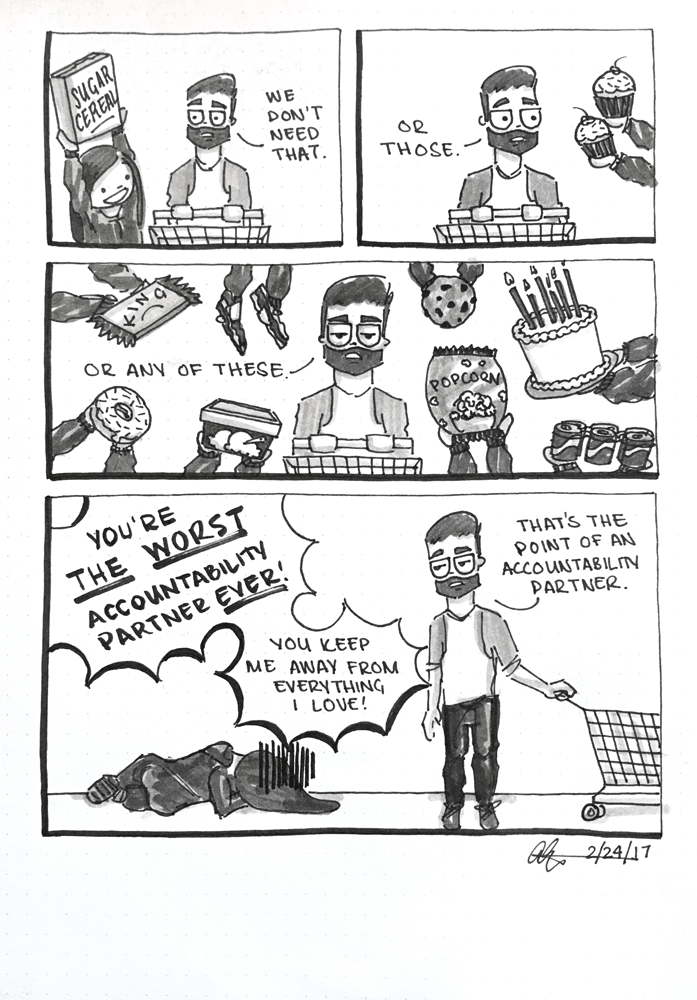 SUGAR
CEREAL
WE
DON'T
NEED
THAT.
OR
THOSE.
KING
OR ANY OF THESE.
POPCORN
YOU'RE
THE WORST
ACCOUNTABILITY
PARTNER EVER!
YOU KEEP
ME AWAY FROM
EVERYTHING
I LOVE!
THAT'S THE
POINT OF AN
ACCOUNTABILITY
PARTNER.
2/24/17